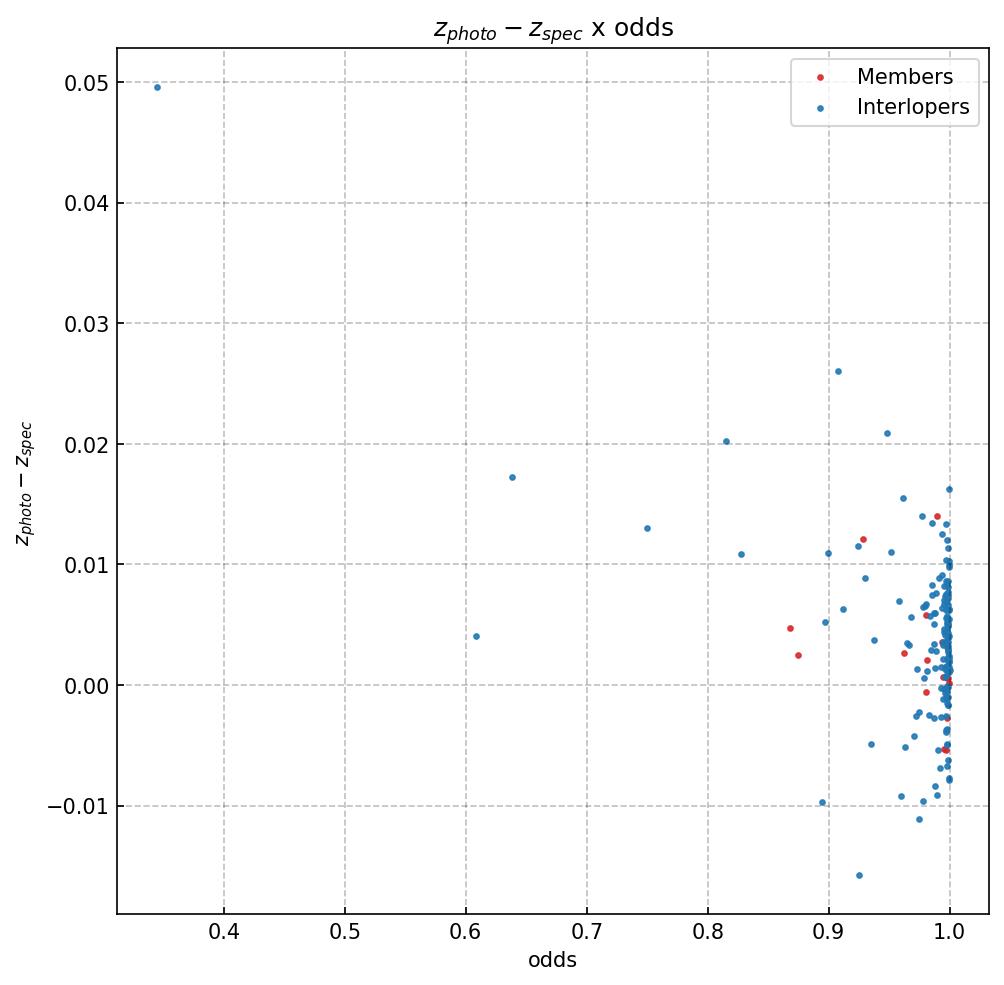 z_photo − z_spec x odds
Members
Interlopers
z_photo − z_spec
0.05
0.04
0.03
0.02
0.01
0.00
−0.01
0.4 0.5 0.6 0.7 0.8 0.9 1.0
odds